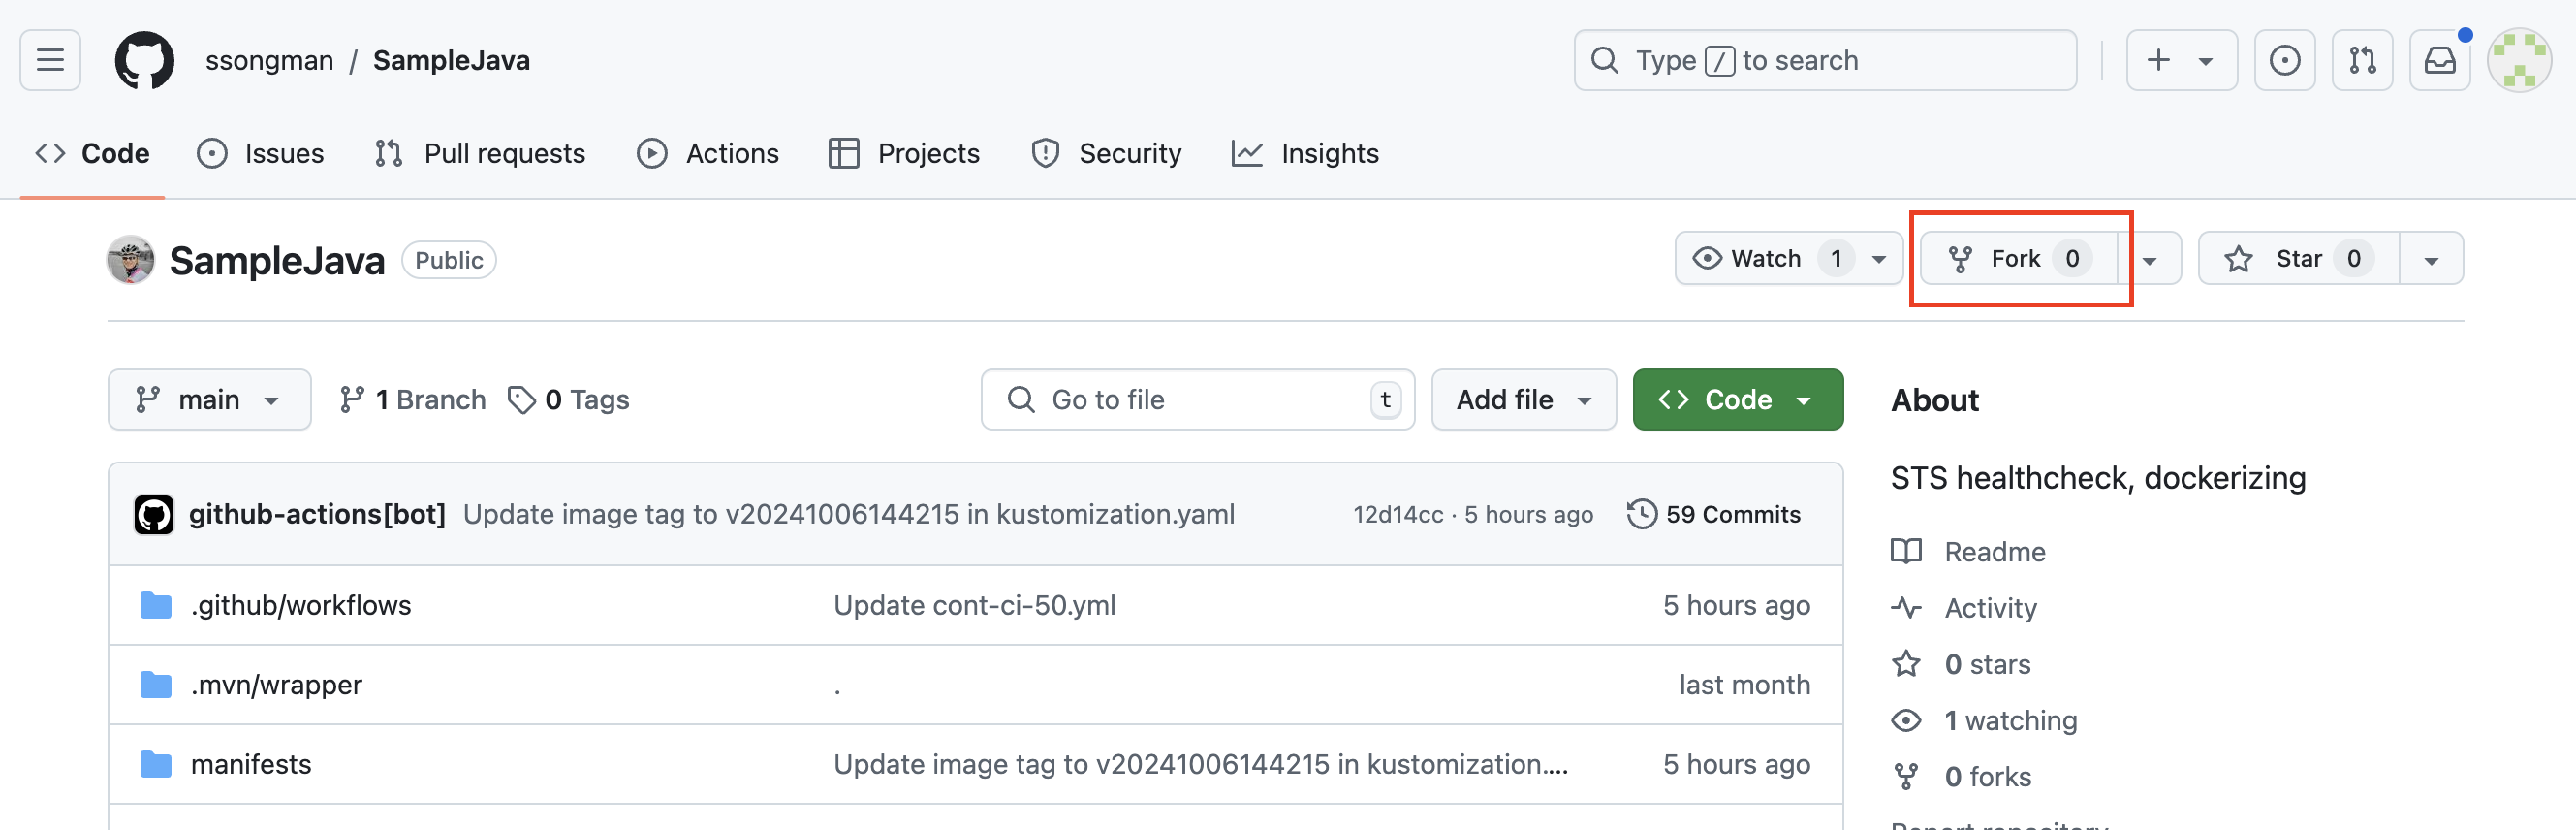 ssongman / SampleJava
Type / to search
Code Issues Pull requests Actions Projects Security Insights
SampleJava Public
Watch 1 Fork 0 Star 0
main 1 Branch 0 Tags Go to file t Add file Code
About
STS healthcheck, dockerizing
github-actions[bot] Update image tag to v20241006144215 in kustomization.yaml 12d14cc · 5 hours ago 59 Commits
Readme
.github/workflows Update cont-ci-50.yml 5 hours ago
Activity
0 stars
.mvn/wrapper . last month
1 watching
manifests Update image tag to v20241006144215 in kustomization.... 5 hours ago
0 forks
Report repository